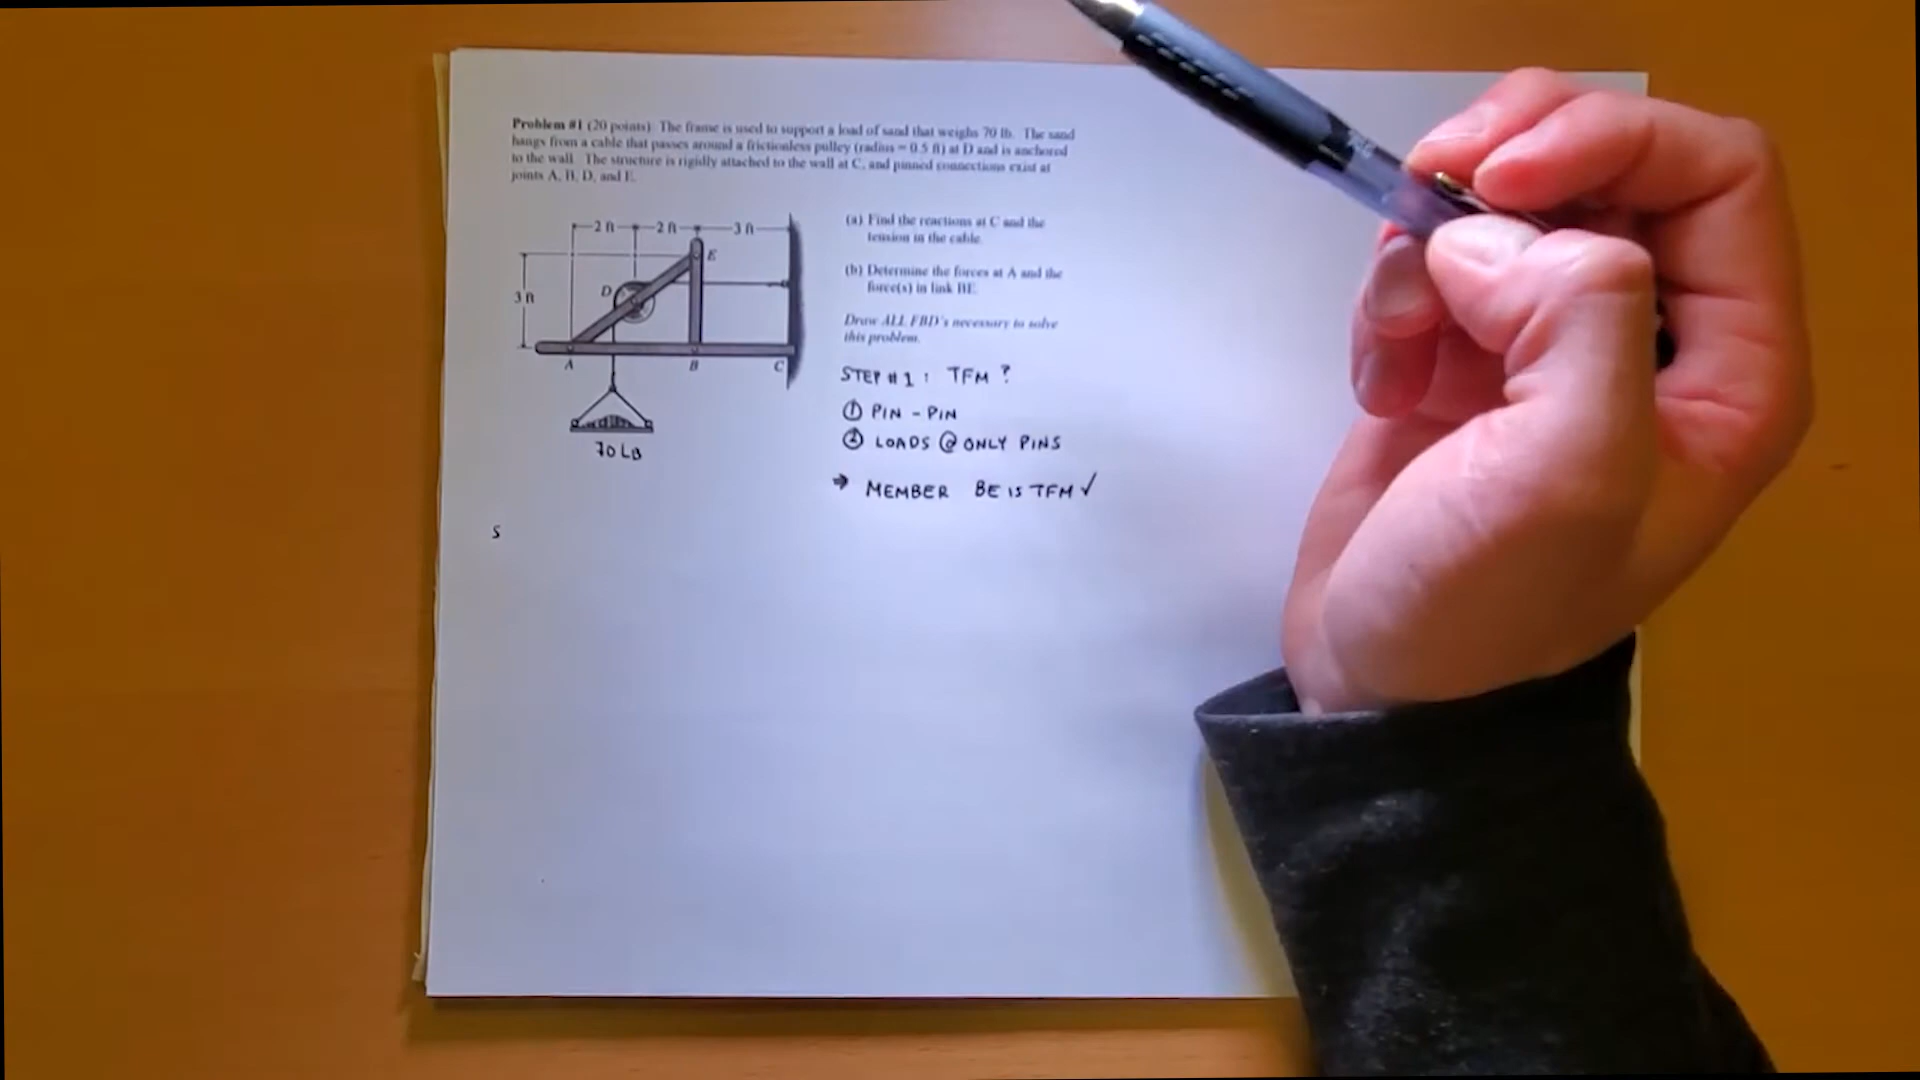 Problem #1 (20 points) The frame is used to support a load of sand that weighs 70 lb. The sand
hangs from a cable that passes around a frictionless pulley (radius = 0.5 ft) at D and is anchored
to the wall. The structure is rigidly attached to the wall at C, and pinned connections exist at
joints A, B, D, and E.
(a) Find the reactions at C and the
tension in the cable.
(b) Determine the forces at A and the
force(s) in link BE.
Draw ALL FBD's necessary to solve
this problem.
2 ft
2 ft
3 ft
E
D
3 ft
A
B
C
70 LB
STEP #1: TFM?
① PIN - PIN
② LOADS @ ONLY PINS
⇒ MEMBER BE IS TFM ✓
S